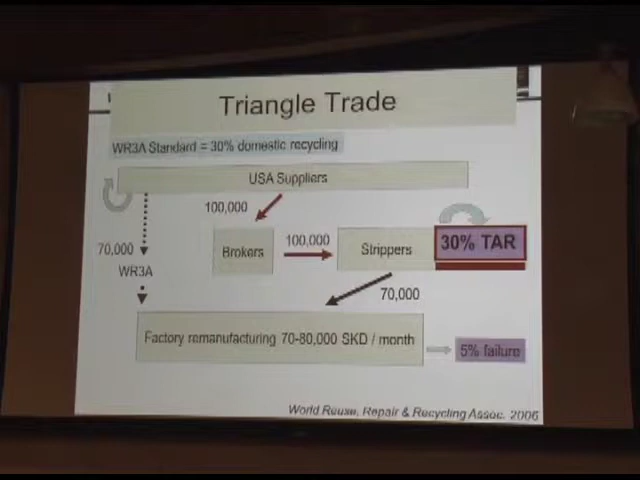 Triangle Trade
WR3A Standard = 30% domestic recycling
USA Suppliers
100,000
Brokers
100,000
Strippers
30% TAR
70,000
WR3A
70,000
Factory remanufacturing 70-80,000 SKD / month
5% failure
World Reuse, Repair & Recycling Assoc. 2006